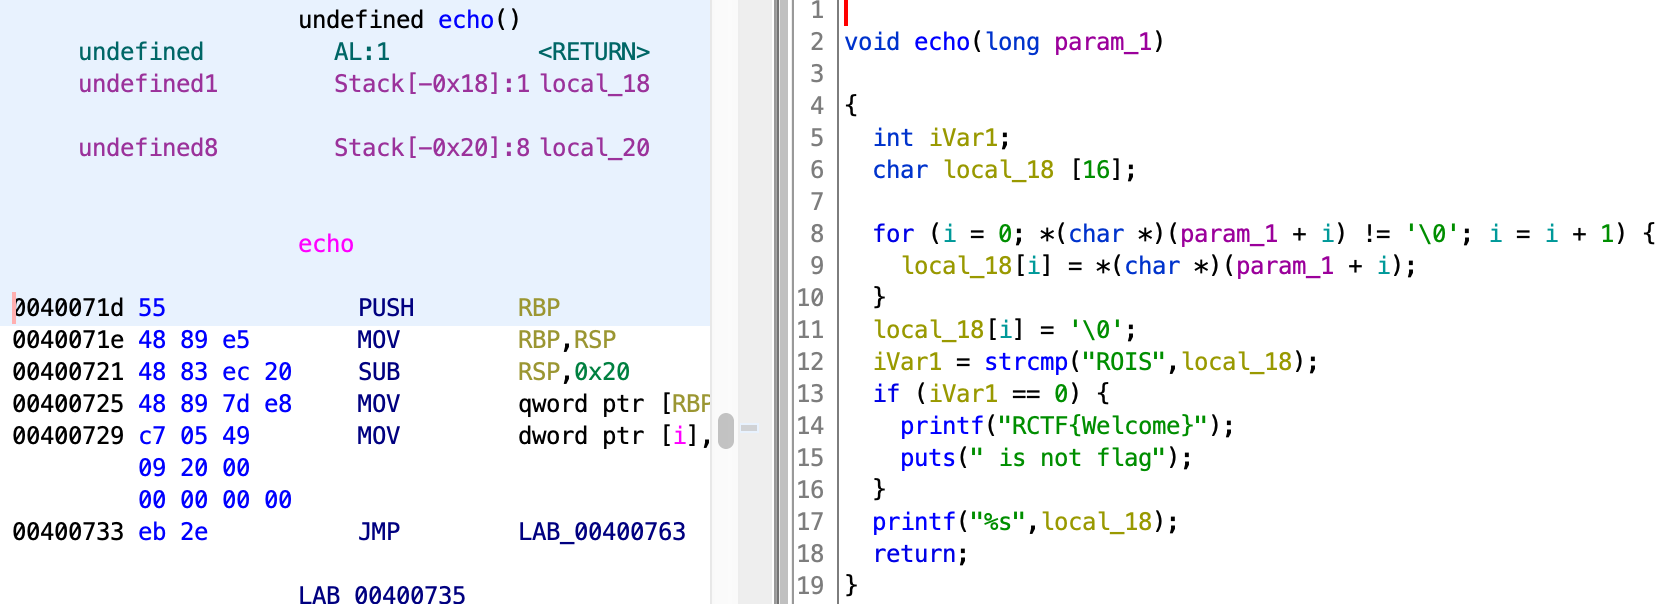 undefined echo()
undefined AL:1 <RETURN>
undefined1 Stack[-0x18]:1 local_18
undefined8 Stack[-0x20]:8 local_20
echo
0040071d 55 PUSH RBP
0040071e 48 89 e5 MOV RBP,RSP
00400721 48 83 ec 20 SUB RSP,0x20
00400725 48 89 7d e8 MOV qword ptr [RBP
00400729 c7 05 49 MOV dword ptr [i],
09 20 00
00 00 00 00
00400733 eb 2e JMP LAB_00400763
LAB_00400735
1
2 void echo(long param_1)
3
4 {
5 int iVar1;
6 char local_18 [16];
7
8 for (i = 0; *(char *)(param_1 + i) != '\0'; i = i + 1) {
9 local_18[i] = *(char *)(param_1 + i);
10 }
11 local_18[i] = '\0';
12 iVar1 = strcmp("ROIS",local_18);
13 if (iVar1 == 0) {
14 printf("RCTF{Welcome}");
15 puts(" is not flag");
16 }
17 printf("%s",local_18);
18 return;
19 }